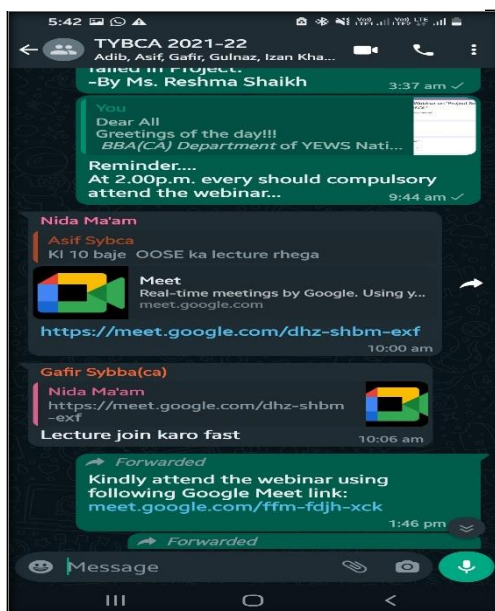 5:42
TYBCA 2021-22
Adib, Asif, Gafir, Gulnaz, Izan Kha...
failed in Project.
-By Ms. Reshma Shaikh
3:37 am
You
Dear All
Greetings of the day!!!
BBA(CA) Department of YEWS Nati...
Reminder....
At 2.00p.m. every should compulsory
attend the webinar...
9:44 am
Nida Ma'am
Asif Sybca
KI 10 baje OOSE ka lecture rhega
Meet
Real-time meetings by Google. Using y...
meet.google.com
https://meet.google.com/dhz-shbm-exf
10:00 am
Gafir Sybba(ca)
Nida Ma'am
https://meet.google.com/dhz-shbm
-exf
Lecture join karo fast
10:06 am
Forwarded
Kindly attend the webinar using
following Google Meet link:
meet.google.com/ffm-fdjh-xck
1:46 pm
Forwarded
Message